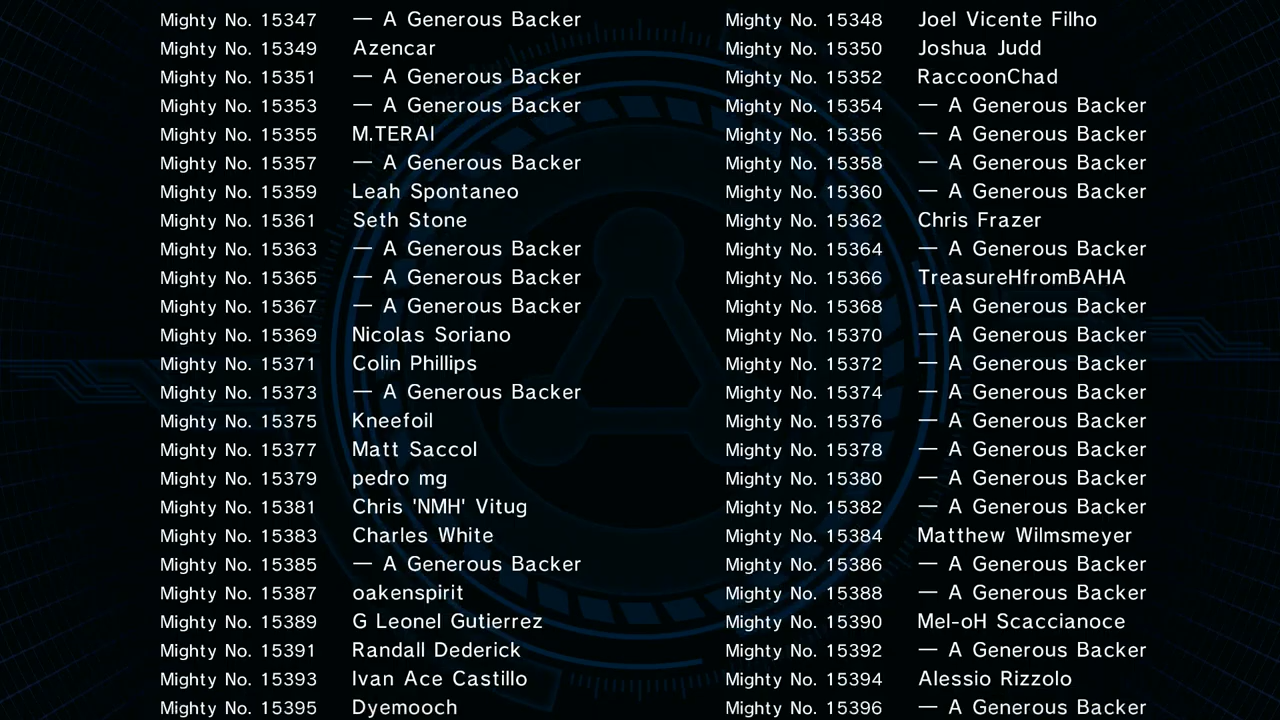 Mighty No. 15347 — A Generous Backer Mighty No. 15348 Joel Vicente Filho
Mighty No. 15349 Azencar Mighty No. 15350 Joshua Judd
Mighty No. 15351 — A Generous Backer Mighty No. 15352 RaccoonChad
Mighty No. 15353 — A Generous Backer Mighty No. 15354 — A Generous Backer
Mighty No. 15355 M.TERAI Mighty No. 15356 — A Generous Backer
Mighty No. 15357 — A Generous Backer Mighty No. 15358 — A Generous Backer
Mighty No. 15359 Leah Spontaneo Mighty No. 15360 — A Generous Backer
Mighty No. 15361 Seth Stone Mighty No. 15362 Chris Frazer
Mighty No. 15363 — A Generous Backer Mighty No. 15364 — A Generous Backer
Mighty No. 15365 — A Generous Backer Mighty No. 15366 TreasureHfromBAHA
Mighty No. 15367 — A Generous Backer Mighty No. 15368 — A Generous Backer
Mighty No. 15369 Nicolas Soriano Mighty No. 15370 — A Generous Backer
Mighty No. 15371 Colin Phillips Mighty No. 15372 — A Generous Backer
Mighty No. 15373 — A Generous Backer Mighty No. 15374 — A Generous Backer
Mighty No. 15375 Kneefoil Mighty No. 15376 — A Generous Backer
Mighty No. 15377 Matt Saccol Mighty No. 15378 — A Generous Backer
Mighty No. 15379 pedro mg Mighty No. 15380 — A Generous Backer
Mighty No. 15381 Chris 'NMH' Vitug Mighty No. 15382 — A Generous Backer
Mighty No. 15383 Charles White Mighty No. 15384 Matthew Wilmsmeyer
Mighty No. 15385 — A Generous Backer Mighty No. 15386 — A Generous Backer
Mighty No. 15387 oakenspirit Mighty No. 15388 — A Generous Backer
Mighty No. 15389 G Leonel Gutierrez Mighty No. 15390 Mel-oH Scaccianoce
Mighty No. 15391 Randall Dederick Mighty No. 15392 — A Generous Backer
Mighty No. 15393 Ivan Ace Castillo Mighty No. 15394 Alessio Rizzolo
Mighty No. 15395 Dyemooch Mighty No. 15396 — A Generous Backer